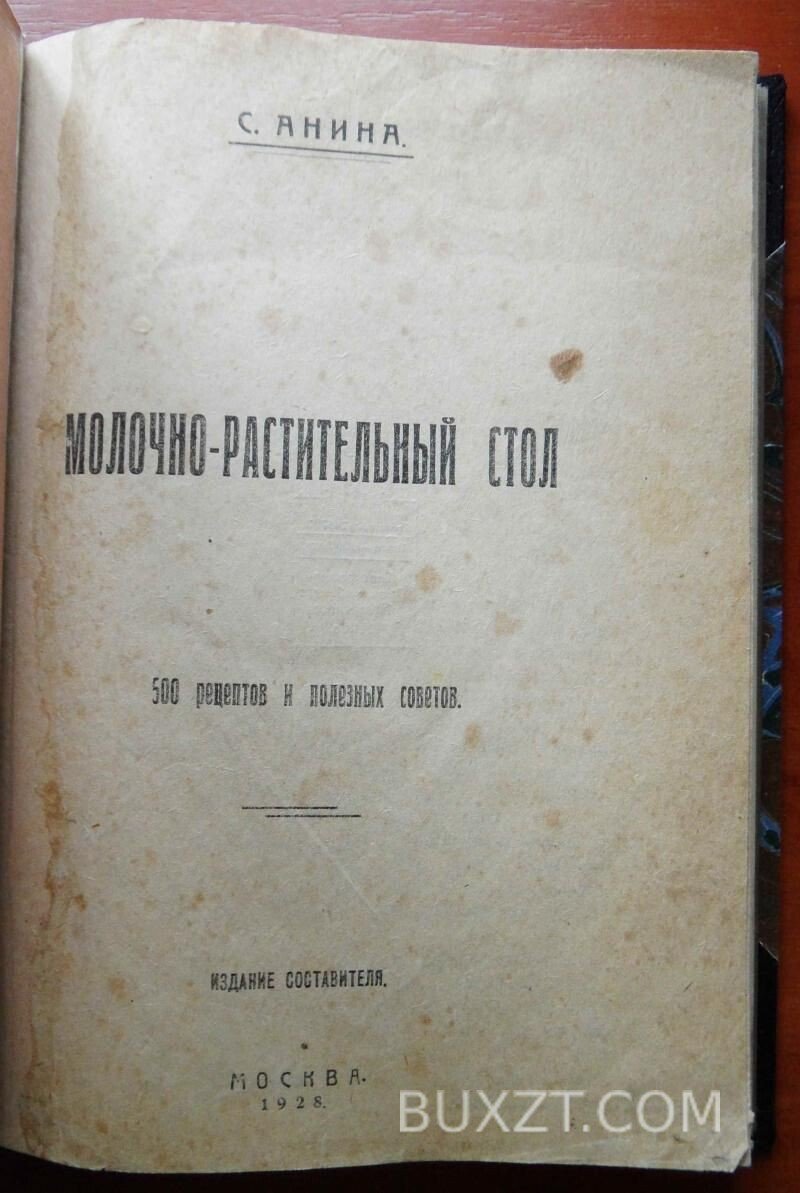 С. АНИНА.
МОЛОЧНО-РАСТИТЕЛЬНЫЙ СТОЛ
500 рецептов и полезных советов.
ИЗДАНИЕ СОСТАВИТЕЛЯ.
МОСКВА.
1928.
BUXZT.COM